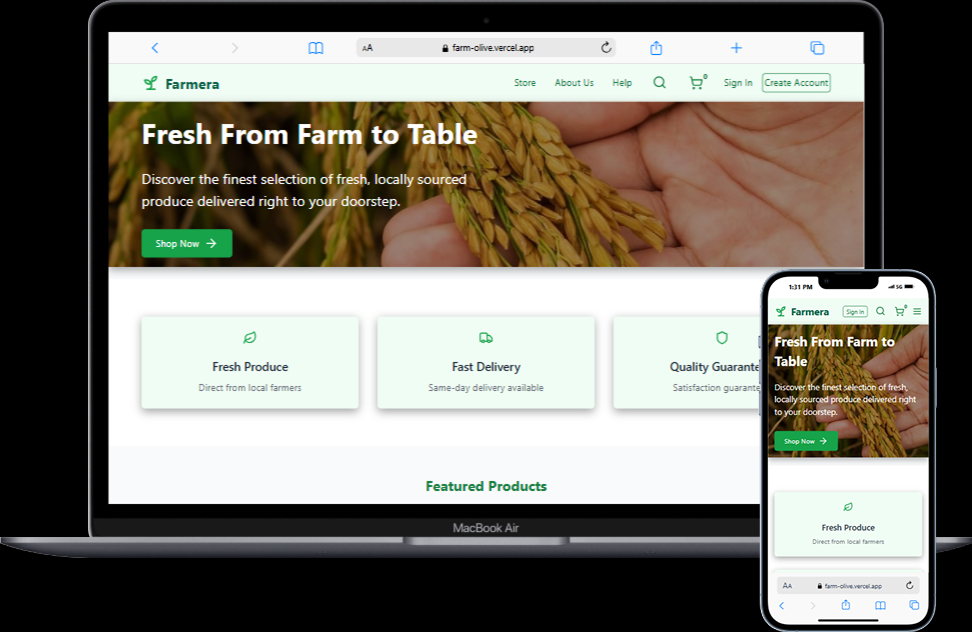 AA farm-olive.vercel.app
Farmera Store About Us Help 0 Sign In Create Account
Fresh From Farm to Table
Discover the finest selection of fresh, locally sourced
produce delivered right to your doorstep.
Shop Now
Fresh Produce
Direct from local farmers
Fast Delivery
Same-day delivery available
Quality Guarante
Satisfaction guarante
Featured Products
MacBook Air
1:31 PM 5G
Farmera Sign In 0
Fresh From Farm to
Table
Discover the finest selection of fresh,
locally sourced produce delivered right
to your doorstep.
Shop Now
Fresh Produce
Direct from local farmers
AA farm-olive.vercel.app